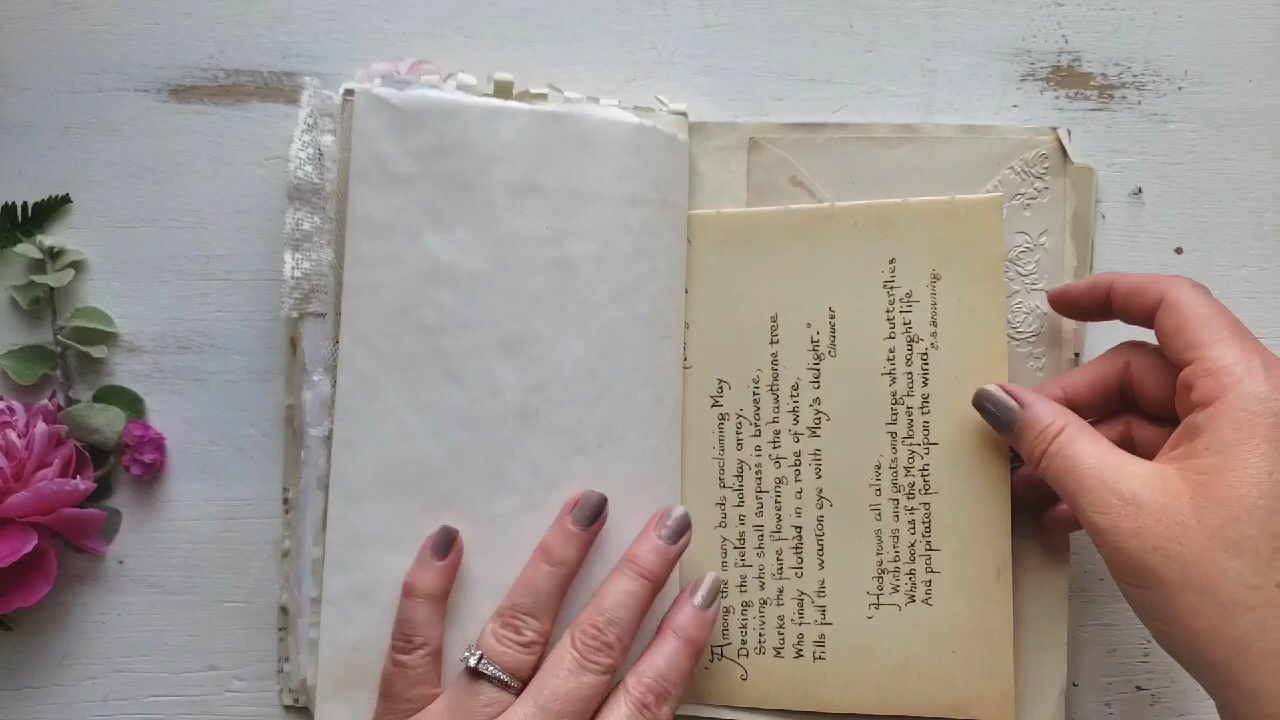 'Among the many buds proclaiming May
Decking the fields in holiday array,
Striving who shall surpass in braverie,
Marke the faire flowering of the hawthorne tree
Who finely clothèd in a robe of white,
Fills full the wanton eye with May's delight."
Chaucer
'Hedgerows all alive,
With birds and gnats and large white butterflies
Which look as if the Mayflower had caught life
And palpitated forth upon the wind."
E.B. Browning.